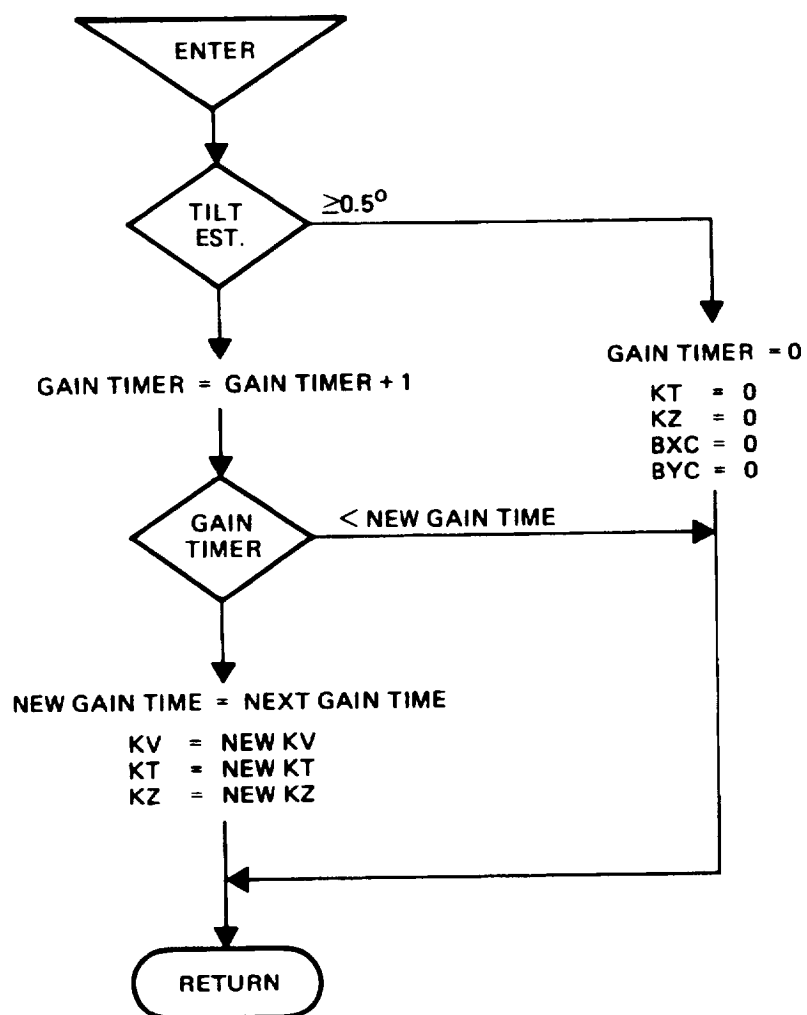 ENTER
TILT
EST.
≥0.5°
GAIN TIMER = GAIN TIMER + 1
GAIN TIMER = 0
KT = 0
KZ = 0
BXC = 0
BYC = 0
GAIN
TIMER
< NEW GAIN TIME
NEW GAIN TIME = NEXT GAIN TIME
KV = NEW KV
KT = NEW KT
KZ = NEW KZ
RETURN